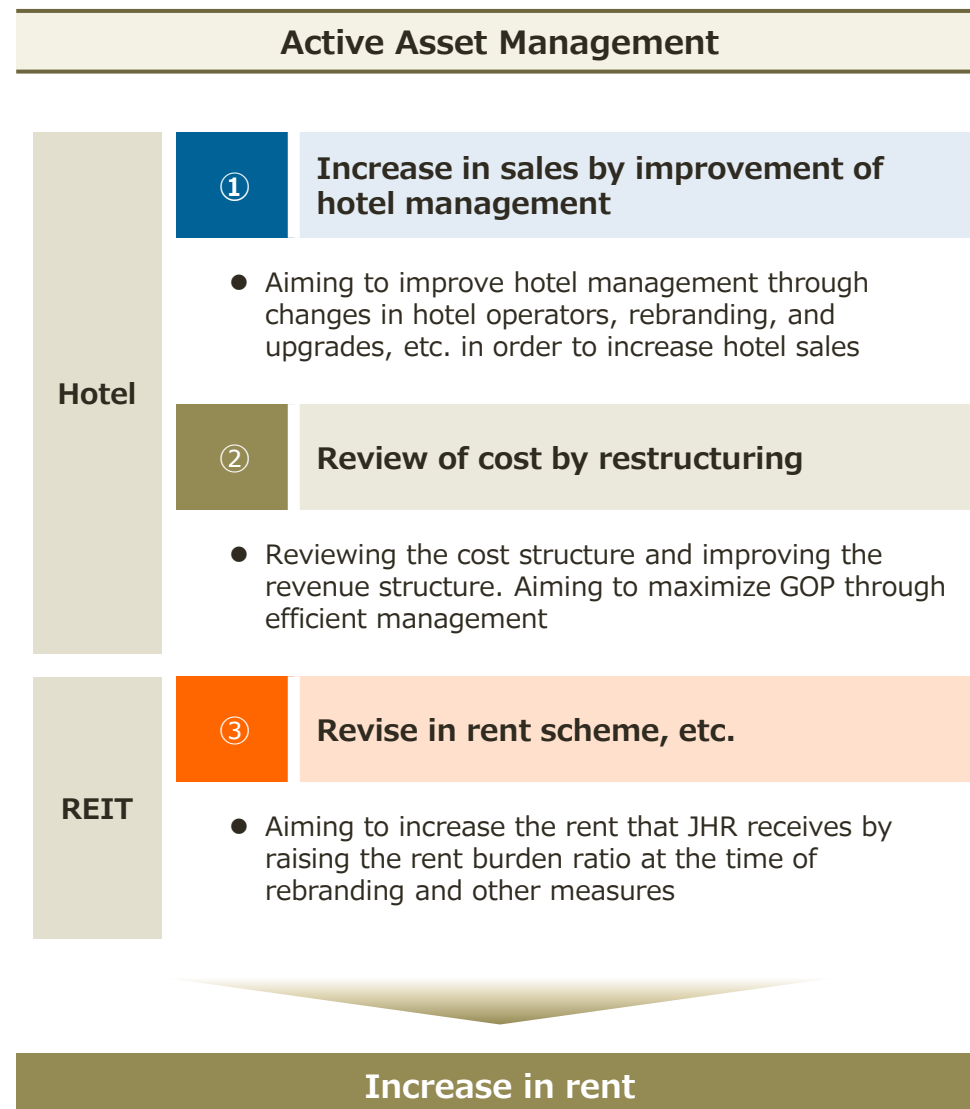 Active Asset Management
Hotel
①
Increase in sales by improvement of
hotel management
● Aiming to improve hotel management through
changes in hotel operators, rebranding, and
upgrades, etc. in order to increase hotel sales
②
Review of cost by restructuring
● Reviewing the cost structure and improving the
revenue structure. Aiming to maximize GOP through
efficient management
REIT
③
Revise in rent scheme, etc.
● Aiming to increase the rent that JHR receives by
raising the rent burden ratio at the time of
rebranding and other measures
Increase in rent